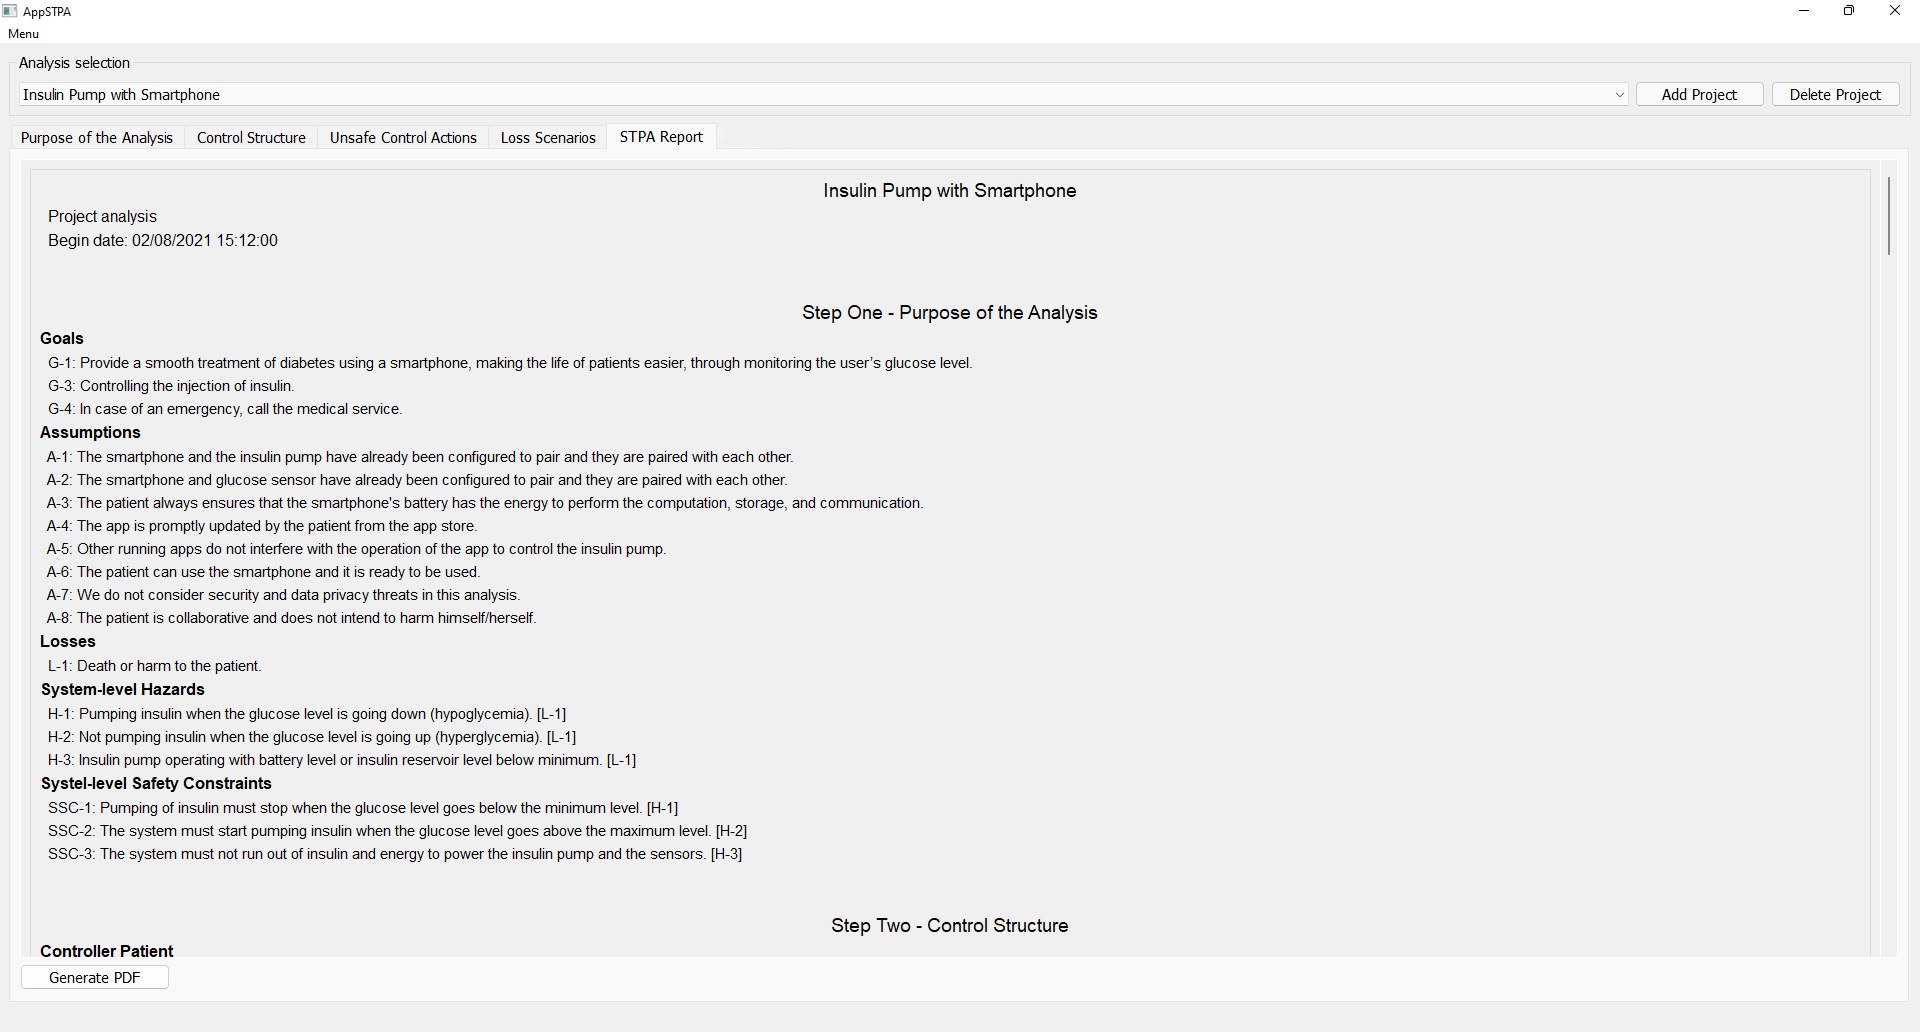 AppSTPA
Menu
Analysis selection
Insulin Pump with Smartphone
Add Project
Delete Project
Purpose of the Analysis
Control Structure
Unsafe Control Actions
Loss Scenarios
STPA Report
Insulin Pump with Smartphone
Project analysis
Begin date: 02/08/2021 15:12:00
Step One - Purpose of the Analysis
Goals
G-1: Provide a smooth treatment of diabetes using a smartphone, making the life of patients easier, through monitoring the user's glucose level.
G-3: Controlling the injection of insulin.
G-4: In case of an emergency, call the medical service.
Assumptions
A-1: The smartphone and the insulin pump have already been configured to pair and they are paired with each other.
A-2: The smartphone and glucose sensor have already been configured to pair and they are paired with each other.
A-3: The patient always ensures that the smartphone's battery has the energy to perform the computation, storage, and communication.
A-4: The app is promptly updated by the patient from the app store.
A-5: Other running apps do not interfere with the operation of the app to control the insulin pump.
A-6: The patient can use the smartphone and it is ready to be used.
A-7: We do not consider security and data privacy threats in this analysis.
A-8: The patient is collaborative and does not intend to harm himself/herself.
Losses
L-1: Death or harm to the patient.
System-level Hazards
H-1: Pumping insulin when the glucose level is going down (hypoglycemia). [L-1]
H-2: Not pumping insulin when the glucose level is going up (hyperglycemia). [L-1]
H-3: Insulin pump operating with battery level or insulin reservoir level below minimum. [L-1]
Systel-level Safety Constraints
SSC-1: Pumping of insulin must stop when the glucose level goes below the minimum level. [H-1]
SSC-2: The system must start pumping insulin when the glucose level goes above the maximum level. [H-2]
SSC-3: The system must not run out of insulin and energy to power the insulin pump and the sensors. [H-3]
Step Two - Control Structure
Controller Patient
Generate PDF